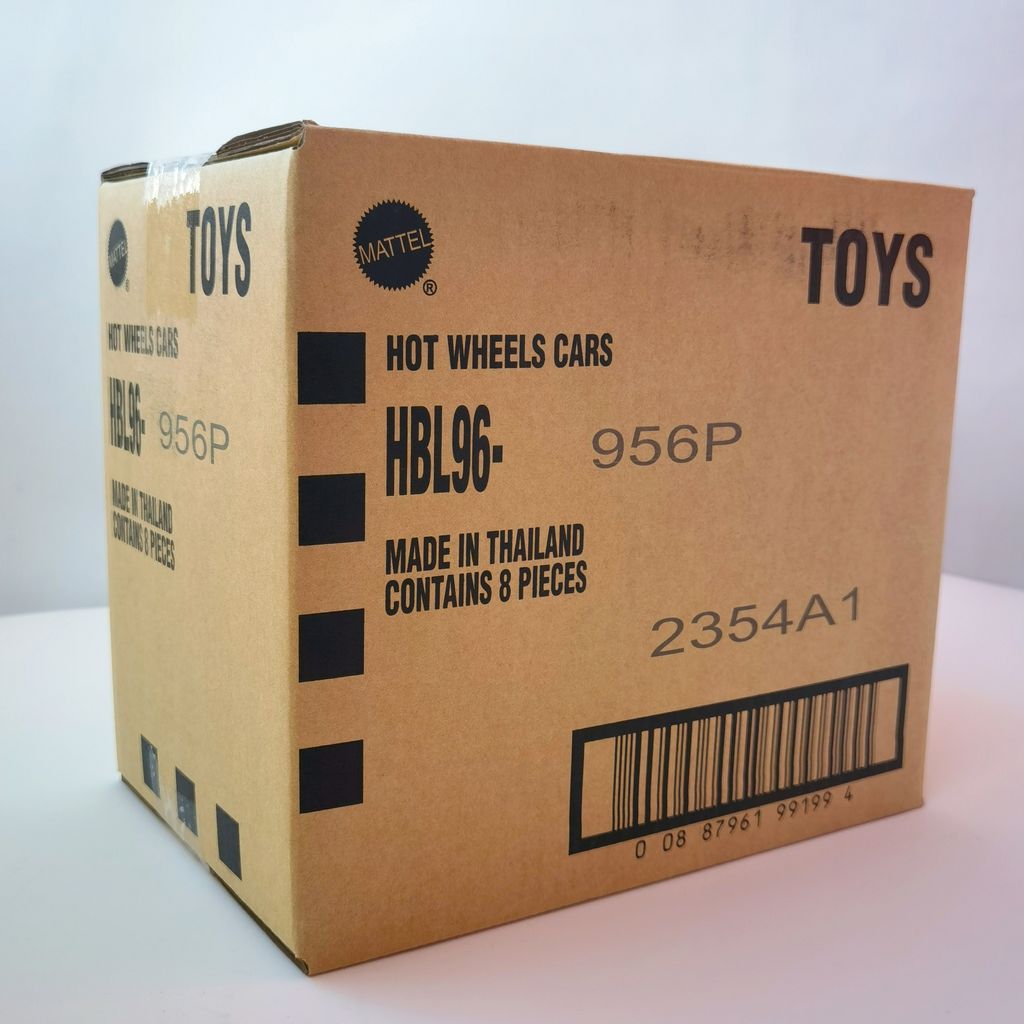 MATTEL
TOYS
HOT WHEELS CARS
HBL96- 956P
MADE IN THAILAND
CONTAINS 8 PIECES
MATTEL
®
TOYS
HOT WHEELS CARS
HBL96- 956P
MADE IN THAILAND
CONTAINS 8 PIECES
2354A1
0 08 87961 99199 4